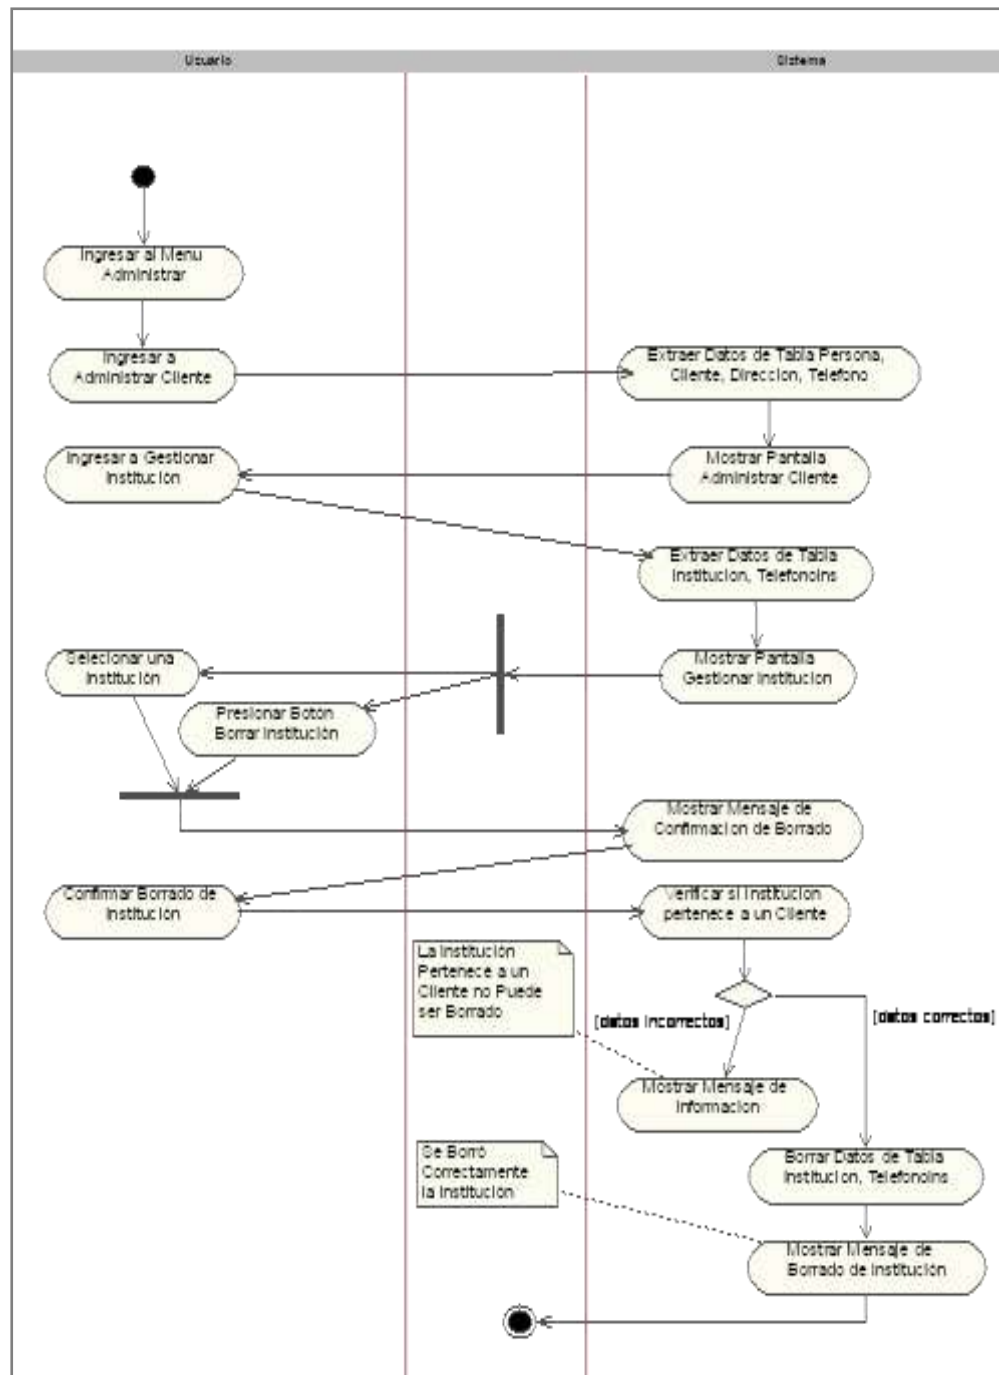 Usuario
Sistema
Ingresar al Menu
Administrar
Ingresar a
Administrar Cliente
Extraer Datos de Tabla Persona,
Cliente, Direccion, Telefono
Ingresar a Gestionar
Institución
Mostrar Pantalla
Administrar Cliente
Extraer Datos de Tabla
Institucion, Telefonoins
Selecionar una
Institución
Mostrar Pantalla
Gestionar Institucion
Presionar Botón
Borrar Institución
Mostrar Mensaje de
Confirmacion de Borrado
Confirmar Borrado de
Institución
Verificar si Institucion
pertenece a un Cliente
La Institución
Pertenece a un
Cliente no Puede
ser Borrado
[datos incorrectos]
[datos correctos]
Mostrar Mensaje de
Informacion
Se Borró
Correctamente
la Institución
Borrar Datos de Tabla
Institucion, Telefonoins
Mostrar Mensaje de
Borrado de Institución